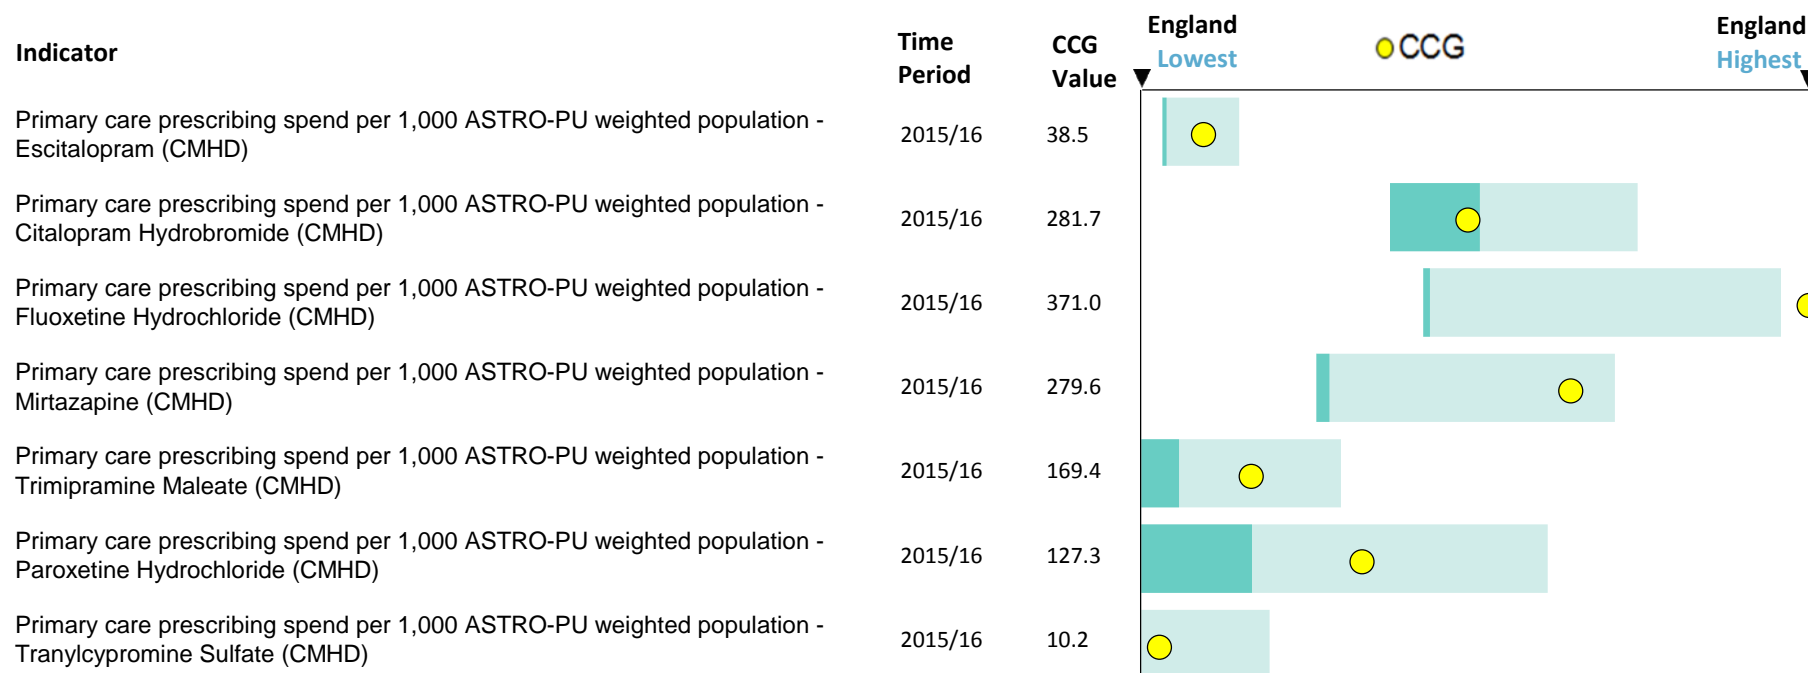 Indicator
Time Period
CCG Value
England Lowest
CCG
England Highest
Primary care prescribing spend per 1,000 ASTRO-PU weighted population -
Escitalopram (CMHD)
2015/16
38.5
Primary care prescribing spend per 1,000 ASTRO-PU weighted population -
Citalopram Hydrobromide (CMHD)
2015/16
281.7
Primary care prescribing spend per 1,000 ASTRO-PU weighted population -
Fluoxetine Hydrochloride (CMHD)
2015/16
371.0
Primary care prescribing spend per 1,000 ASTRO-PU weighted population -
Mirtazapine (CMHD)
2015/16
279.6
Primary care prescribing spend per 1,000 ASTRO-PU weighted population -
Trimipramine Maleate (CMHD)
2015/16
169.4
Primary care prescribing spend per 1,000 ASTRO-PU weighted population -
Paroxetine Hydrochloride (CMHD)
2015/16
127.3
Primary care prescribing spend per 1,000 ASTRO-PU weighted population -
Tranylcypromine Sulfate (CMHD)
2015/16
10.2